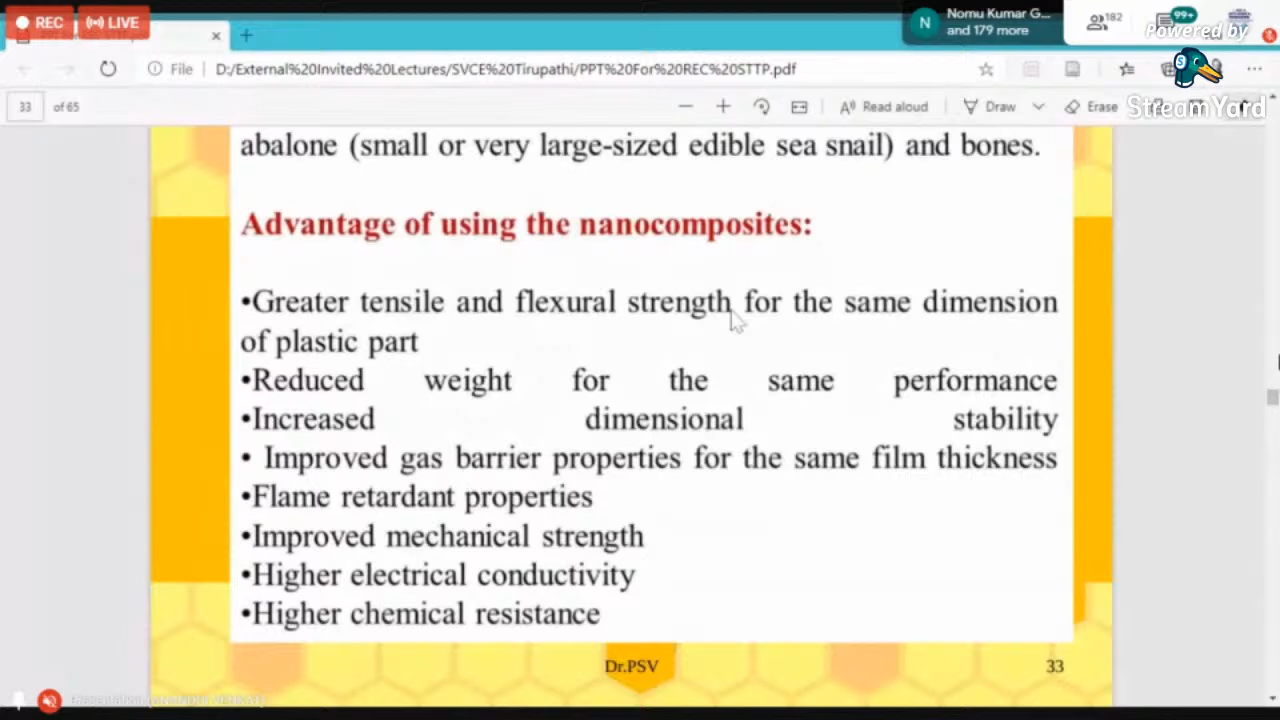 REC
LIVE
Nomu Kumar G...
N
and 179 more
182
99+
Powered by
File
D:/External%20Invited%20Lectures/SVCE%20Tirupathi/PPT%20For%20REC%20STTP.pdf
33
of 65
Read aloud
Draw
Erase
StreamYard
abalone (small or very large-sized edible sea snail) and bones.
Advantage of using the nanocomposites:
•Greater tensile and flexural strength for the same dimension
of plastic part
•Reduced weight for the same performance
•Increased dimensional stability
• Improved gas barrier properties for the same film thickness
•Flame retardant properties
•Improved mechanical strength
•Higher electrical conductivity
•Higher chemical resistance
Dr.PSV
33